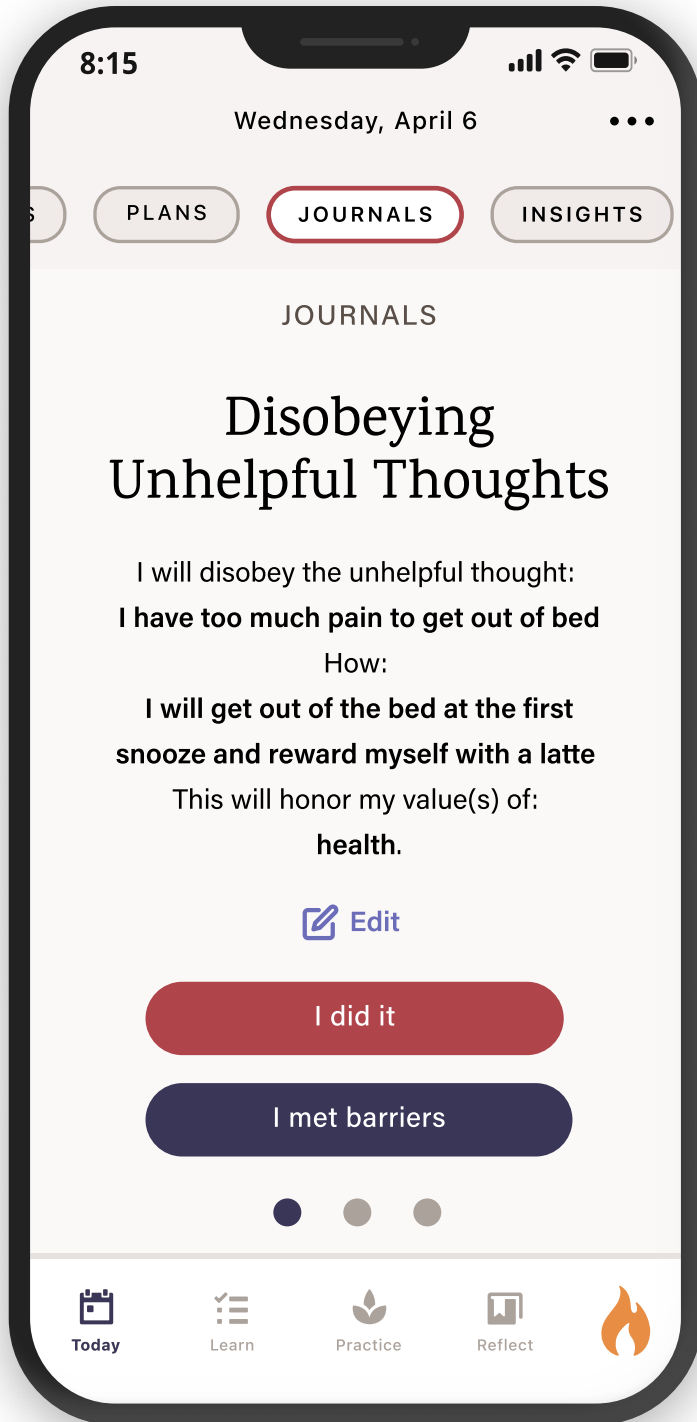 8:15
Wednesday, April 6
S
PLANS
JOURNALS
INSIGHTS
JOURNALS
Disobeying
Unhelpful Thoughts
I will disobey the unhelpful thought:
I have too much pain to get out of bed
How:
I will get out of the bed at the first
snooze and reward myself with a latte
This will honor my value(s) of:
health.
Edit
I did it
I met barriers
Today
Learn
Practice
Reflect